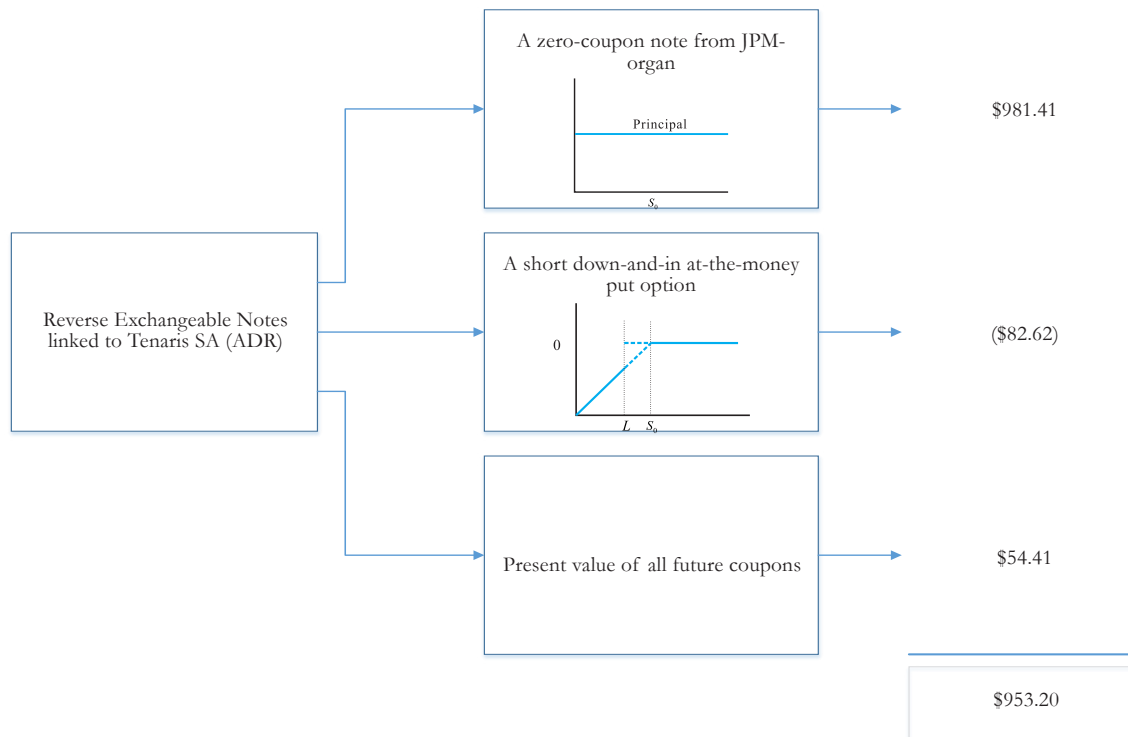 A zero-coupon note from JPM-
organ
Principal
S₀
$981.41
Reverse Exchangeable Notes
linked to Tenaris SA (ADR)
A short down-and-in at-the-money
put option
0
L S₀
($82.62)
Present value of all future coupons
$54.41
$953.20